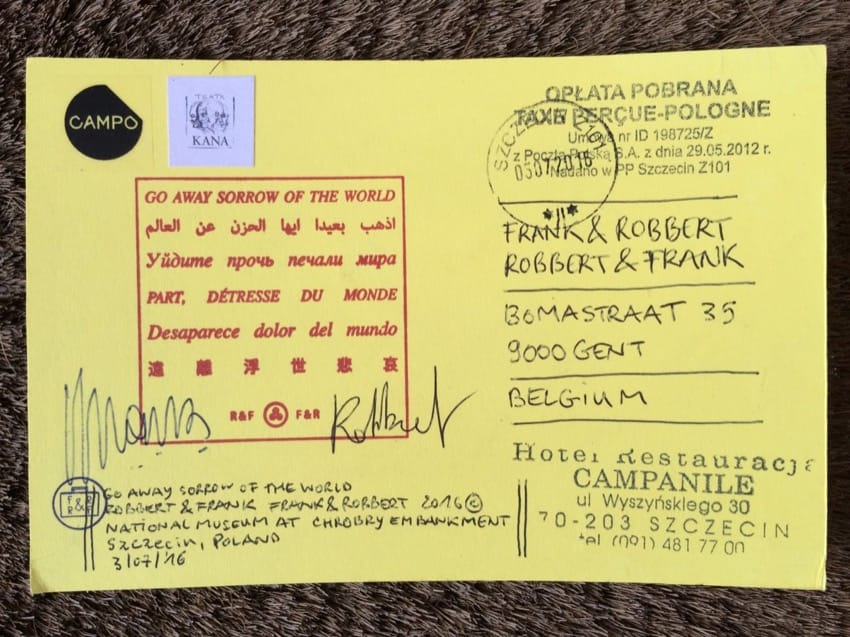 CAMPO
TEATR
KANA
GO AWAY SORROW OF THE WORLD
اذهب بعيدا ايها الحزن عن العالم
Уйдите прочь печали мира
PART, DÉTRESSE DU MONDE
Desaparece dolor del mundo
遠離浮世悲哀
R&F F&R
Robbert
GO AWAY SORROW OF THE WORLD
ROBBERT & FRANK FRANK & ROBBERT 2016 ©
NATIONAL MUSEUM AT CHROBRY EMBANKMENT
SZCZECIN, POLAND
3/07/16
OPŁATA POBRANA
TAXE PERÇUE-POLOGNE
Umowa nr ID 198725/Z
z Pocztą Polską S.A. z dnia 29.05.2012 r.
Nadano w PP Szczecin Z101
FRANK & ROBBERT
ROBBERT & FRANK
BOMASTRAAT 35
9000 GENT
BELGIUM
Hotel Restauracja
CAMPANILE
ul Wyszyńskiego 30
70-203 SZCZECIN
tel (091) 481 77 00